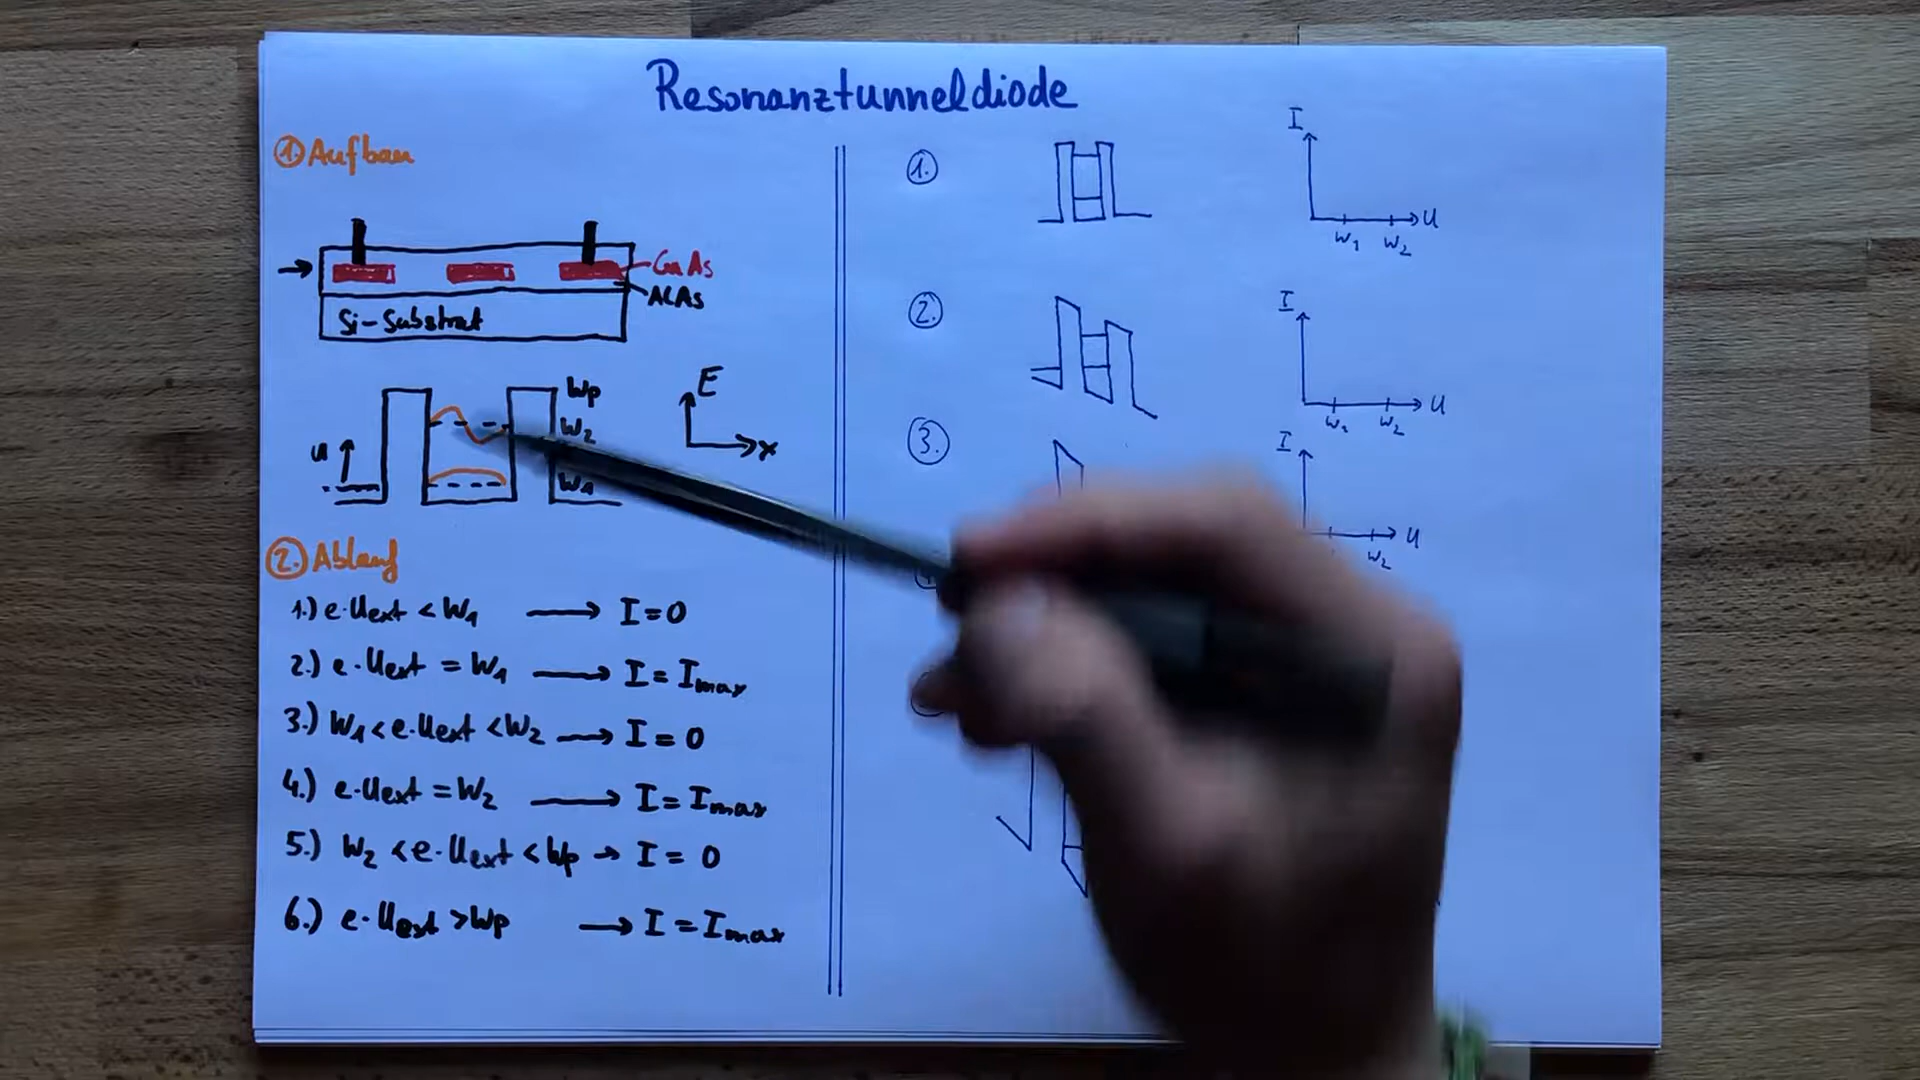 Resonanztunneldiode
①Aufbau
GaAs
AlAs
Si-Substrat
Wp
W₂
W₁
U
E
x
②.Ablauf
1.) e·Uext < W₁ ⟶ I=0
2.) e·Uext = W₁ ⟶ I = Imax
3.) W₁<e·Uext <W₂ ⟶ I = 0
4.) e·Uext = W₂ ⟶ I = Imax
5.) W₂ <e·Uext < Wp → I = 0
6.) e·Uext >Wp ⟶ I = Imax
①.
I
U
W₁ W₂
②.
I
U
W₁ W₂
③.
I
U
W₂